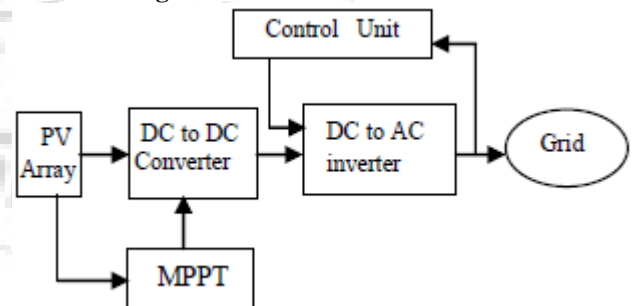 Control Unit
PV
Array
DC to DC
Converter
DC to AC
inverter
Grid
MPPT